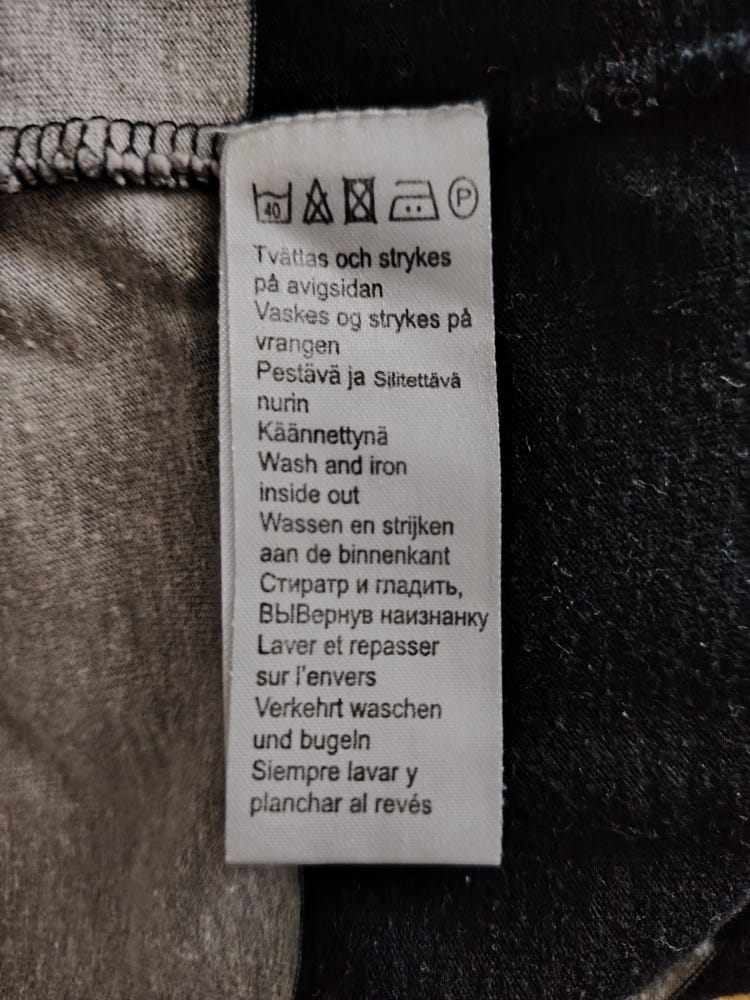 40 P
Tvättas och strykes
på avigsidan
Vaskes og strykes på
vrangen
Pestävä ja Silitettävä
nurin
Käännettynä
Wash and iron
inside out
Wassen en strijken
aan de binnenkant
Стиратр и гладить,
ВЫВернув наизнанку
Laver et repasser
sur l'envers
Verkehrt waschen
und bugeln
Siempre lavar y
planchar al revés